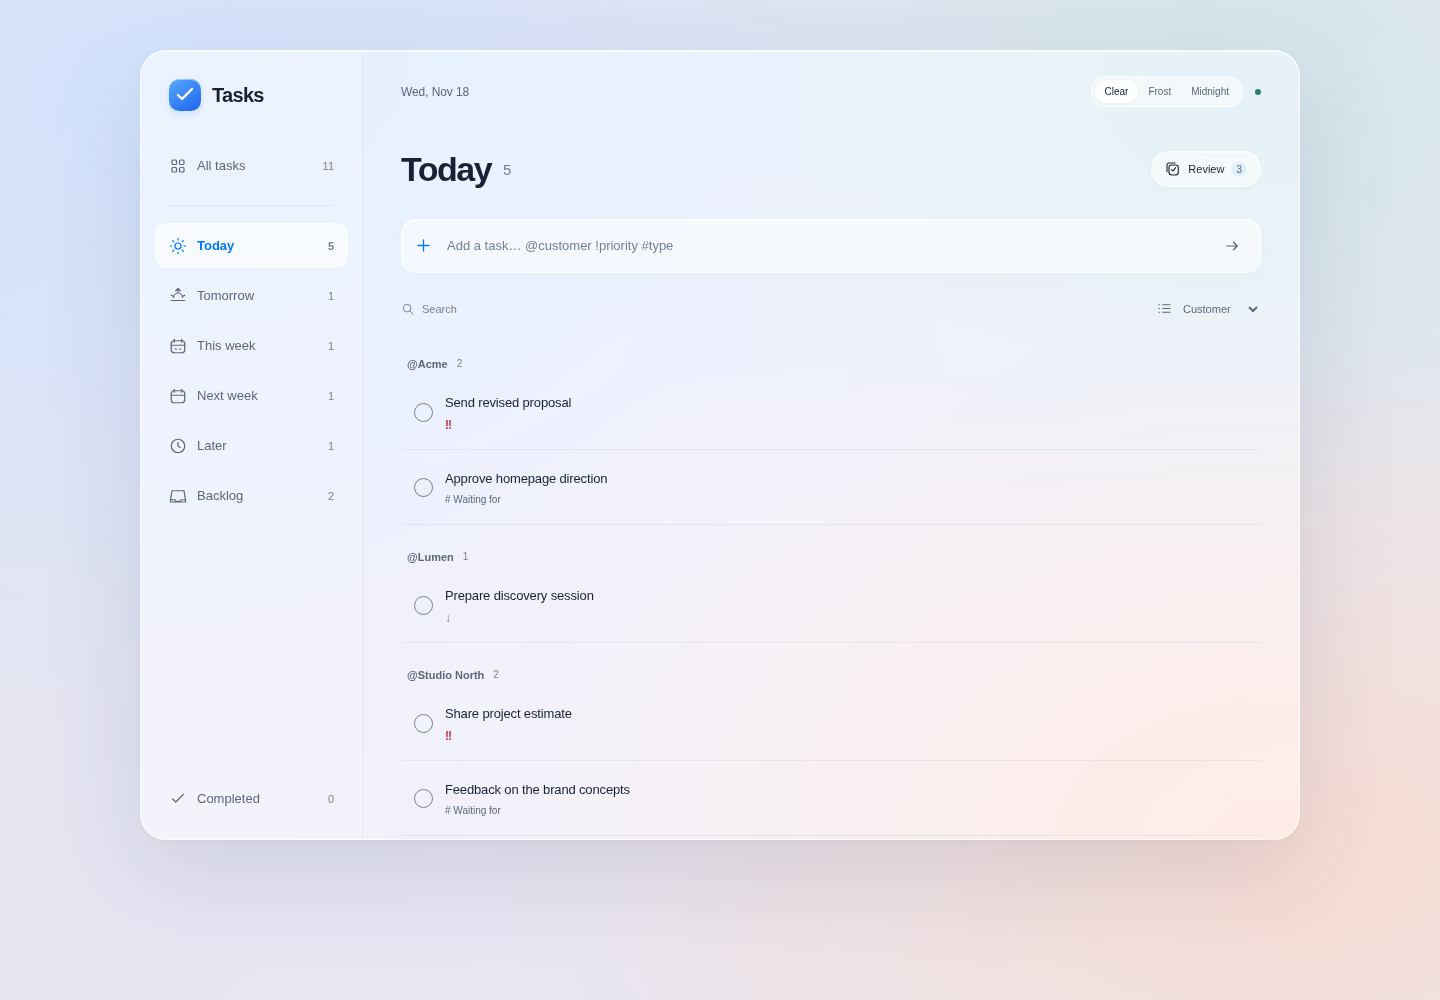 Tasks
All tasks 11
Today 5
Tomorrow 1
This week 1
Next week 1
Later 1
Backlog 2
Completed 0
Wed, Nov 18
Clear Frost Midnight
Today 5
Review 3
Add a task… @customer !priority #type
Search
Customer
@Acme 2
Send revised proposal
!!
Approve homepage direction
# Waiting for
@Lumen 1
Prepare discovery session
↓
@Studio North 2
Share project estimate
!!
Feedback on the brand concepts
# Waiting for